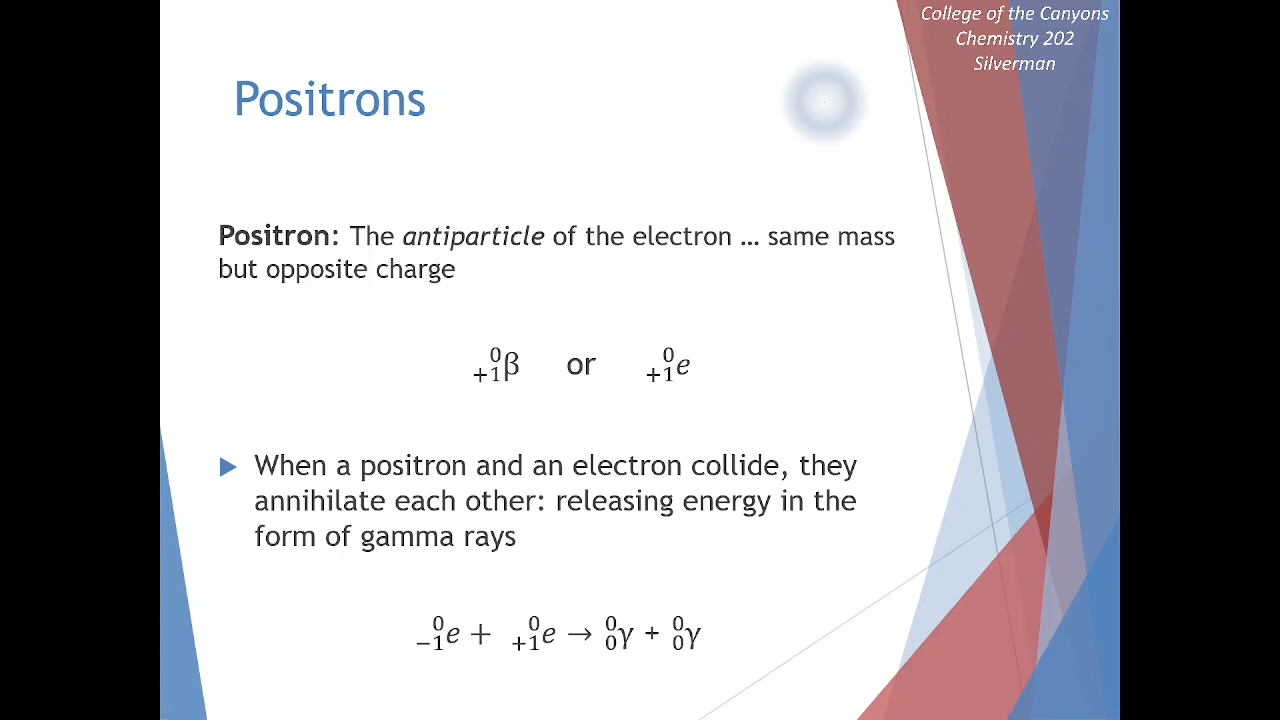 College of the Canyons
Chemistry 202
Silverman
Positrons
Positron: The antiparticle of the electron … same mass
but opposite charge
⁰₊₁β or ⁰₊₁e
When a positron and an electron collide, they
annihilate each other: releasing energy in the
form of gamma rays
⁰₋₁e + ⁰₊₁e → ⁰₀γ + ⁰₀γ